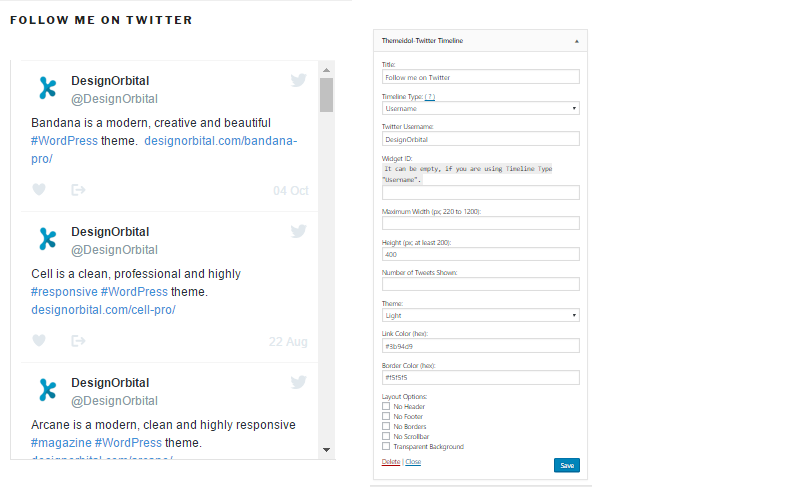 FOLLOW ME ON TWITTER
DesignOrbital
@DesignOrbital
Bandana is a modern, creative and beautiful
#WordPress theme. designorbital.com/bandana-
pro/
04 Oct
DesignOrbital
@DesignOrbital
Cell is a clean, professional and highly
#responsive #WordPress theme.
designorbital.com/cell-pro/
22 Aug
DesignOrbital
@DesignOrbital
Arcane is a modern, clean and highly responsive
#magazine #WordPress theme.
designorbital.com/arcane/
Themeidol-Twitter Timeline
Title:
Follow me on Twitter
Timeline Type: ( ? )
Username
Twitter Username:
DesignOrbital
Widget ID:
it can be empty, if you are using Timeline Type
"Username".
Maximum Width (px; 220 to 1200):
Height (px; at least 200):
400
Number of Tweets Shown:
Theme:
Light
Link Color (hex):
#3b94d9
Border Color (hex):
#f5f5f5
Layout Options:
No Header
No Footer
No Borders
No Scrollbar
Transparent Background
Delete | Close
Save